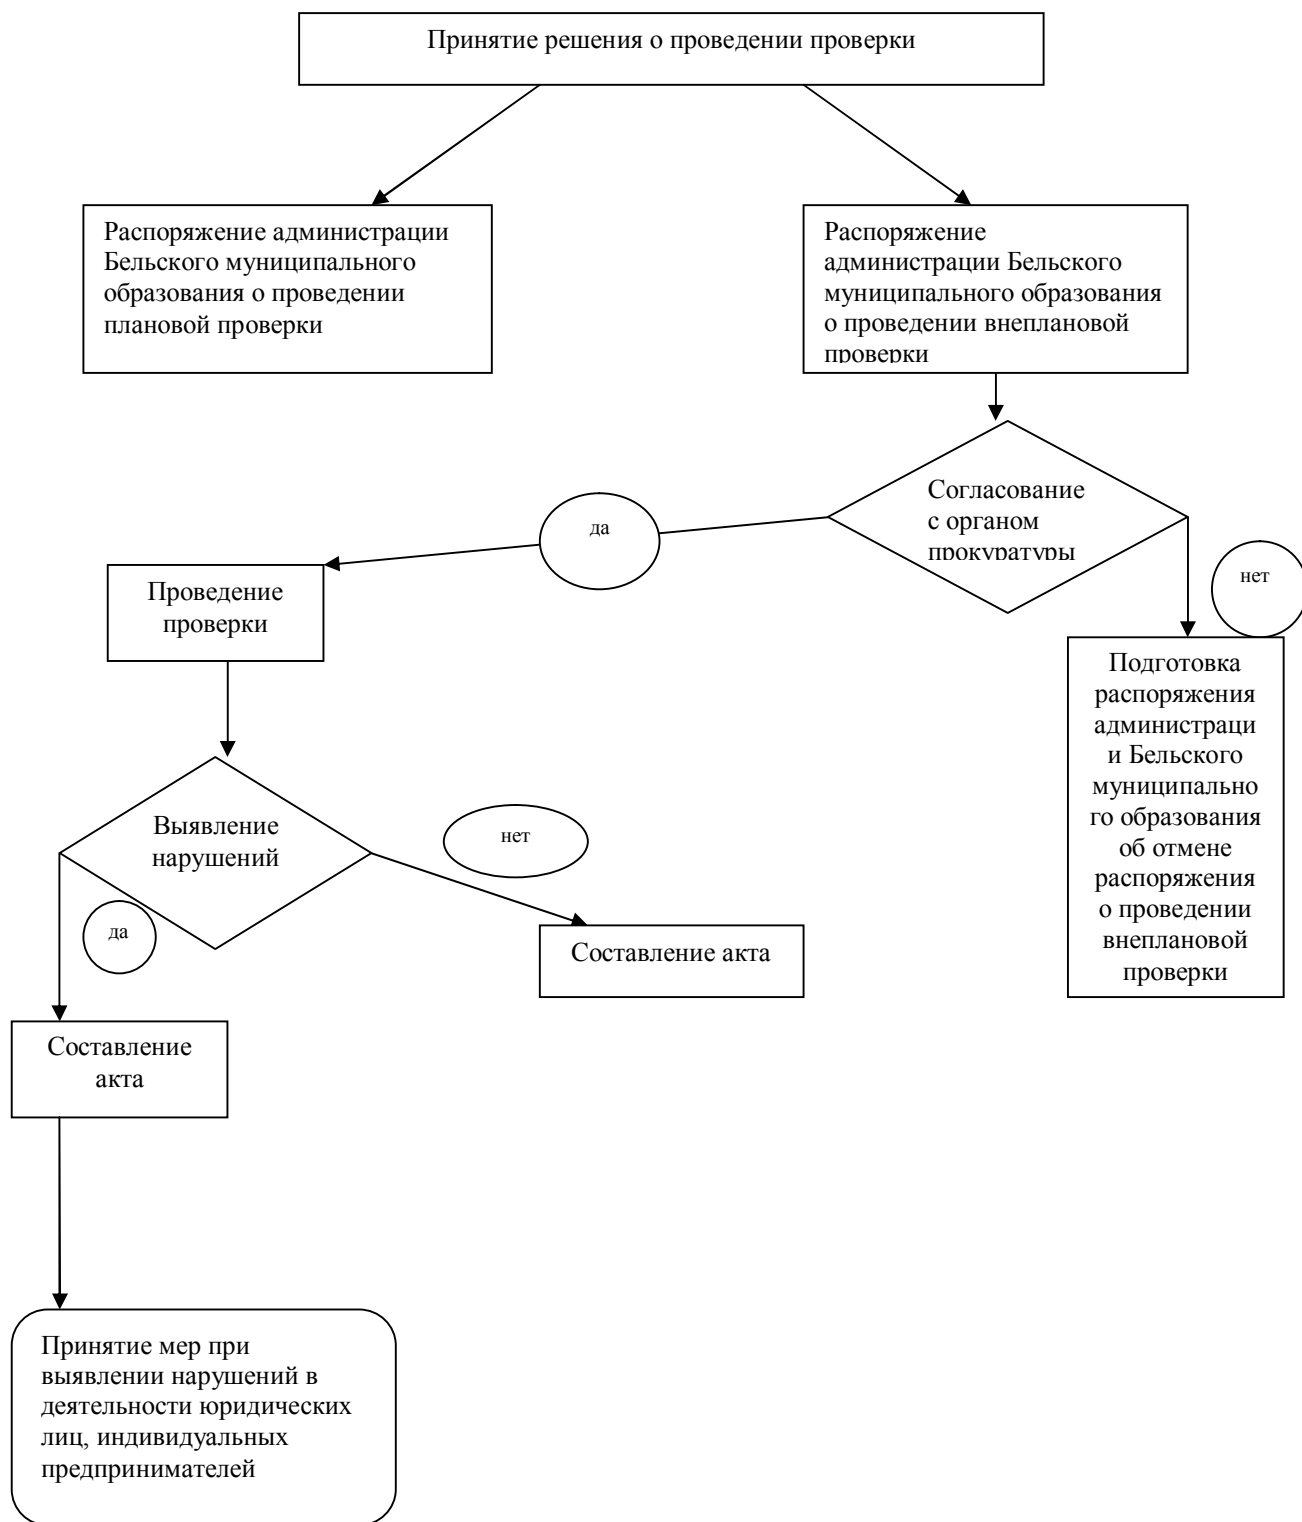 Принятие решения о проведении проверки
Распоряжение администрации
Бельского муниципального
образования о проведении
плановой проверки
Распоряжение
администрации Бельского
муниципального образования
о проведении внеплановой
проверки
Согласование
с органом
прокуратуры
да
нет
Проведение
проверки
Подготовка
распоряжения
администраци
и Бельского
муниципально
го образования
об отмене
распоряжения
о проведении
внеплановой
проверки
Выявление
нарушений
нет
да
Составление акта
Составление
акта
Принятие мер при
выявлении нарушений в
деятельности юридических
лиц, индивидуальных
предпринимателей